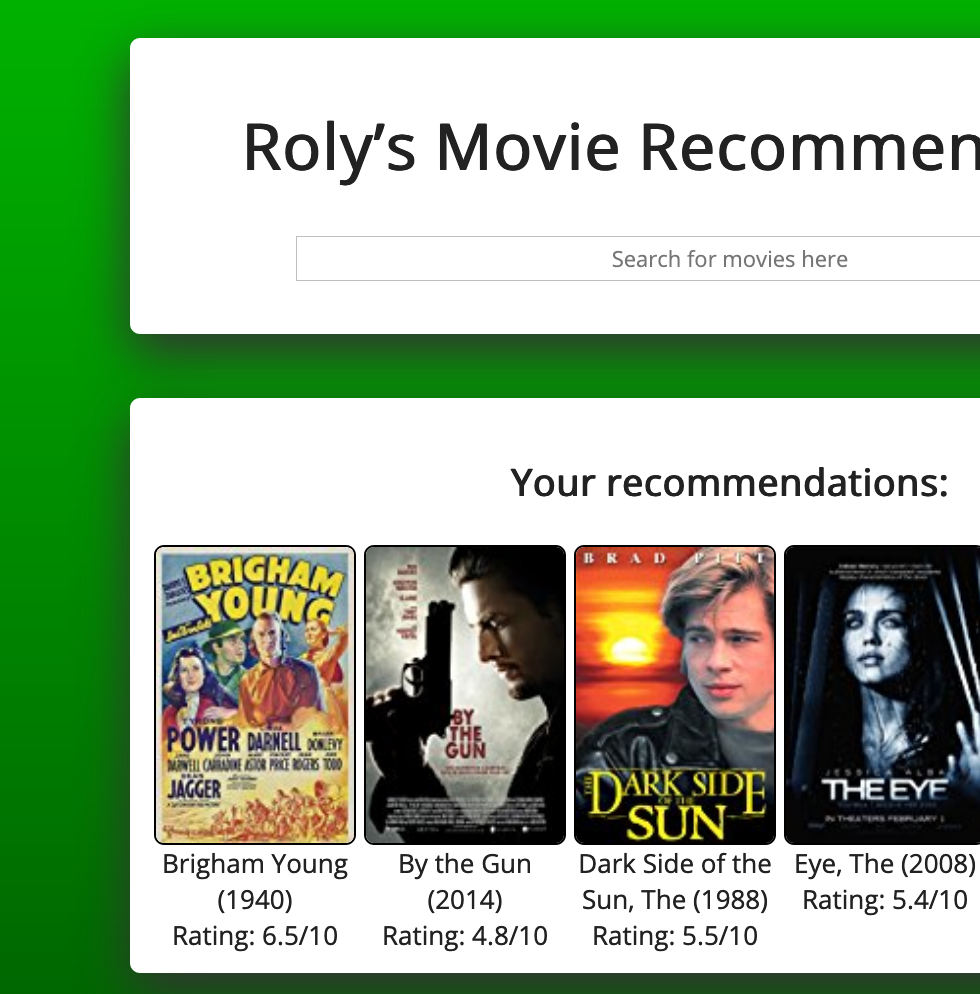 Roly’s Movie Recommen
Search for movies here
Your recommendations:
BRIGHAM
YOUNG
TYRONE
POWER DARNELL DONLEVY
DARWELL CARRADINE ASTOR PRICE ROGERS TODD
DEAN
JAGGER
BY
THE
GUN
BRAD PITT
THE
DARK SIDE
OF THE
SUN
JESSICA ALBA
THE EYE
IN THEATERS FEBRUARY 1
Brigham Young
(1940)
Rating: 6.5/10
By the Gun
(2014)
Rating: 4.8/10
Dark Side of the
Sun, The (1988)
Rating: 5.5/10
Eye, The (2008)
Rating: 5.4/10